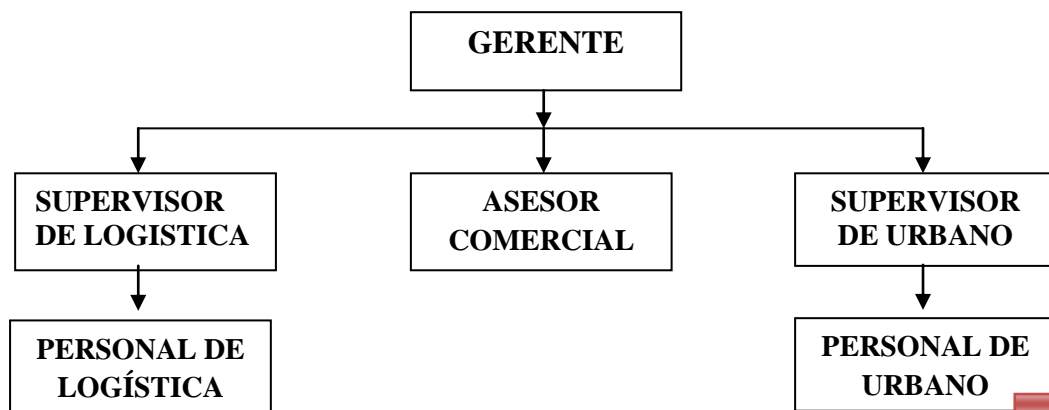 GERENTE
SUPERVISOR
DE LOGISTICA
ASESOR
COMERCIAL
SUPERVISOR
DE URBANO
PERSONAL DE
LOGÍSTICA
PERSONAL DE
URBANO